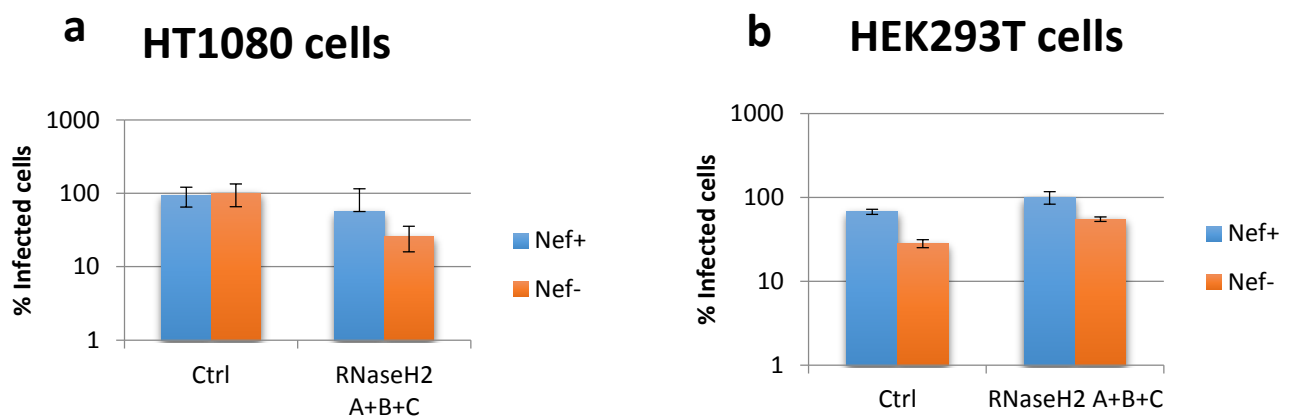 a
HT1080 cells
% Infected cells
1000
100
10
1
Ctrl
RNaseH2
A+B+C
Nef+
Nef-
b
HEK293T cells
% Infected cells
1000
100
10
1
Ctrl
RNaseH2 A+B+C
Nef+
Nef-